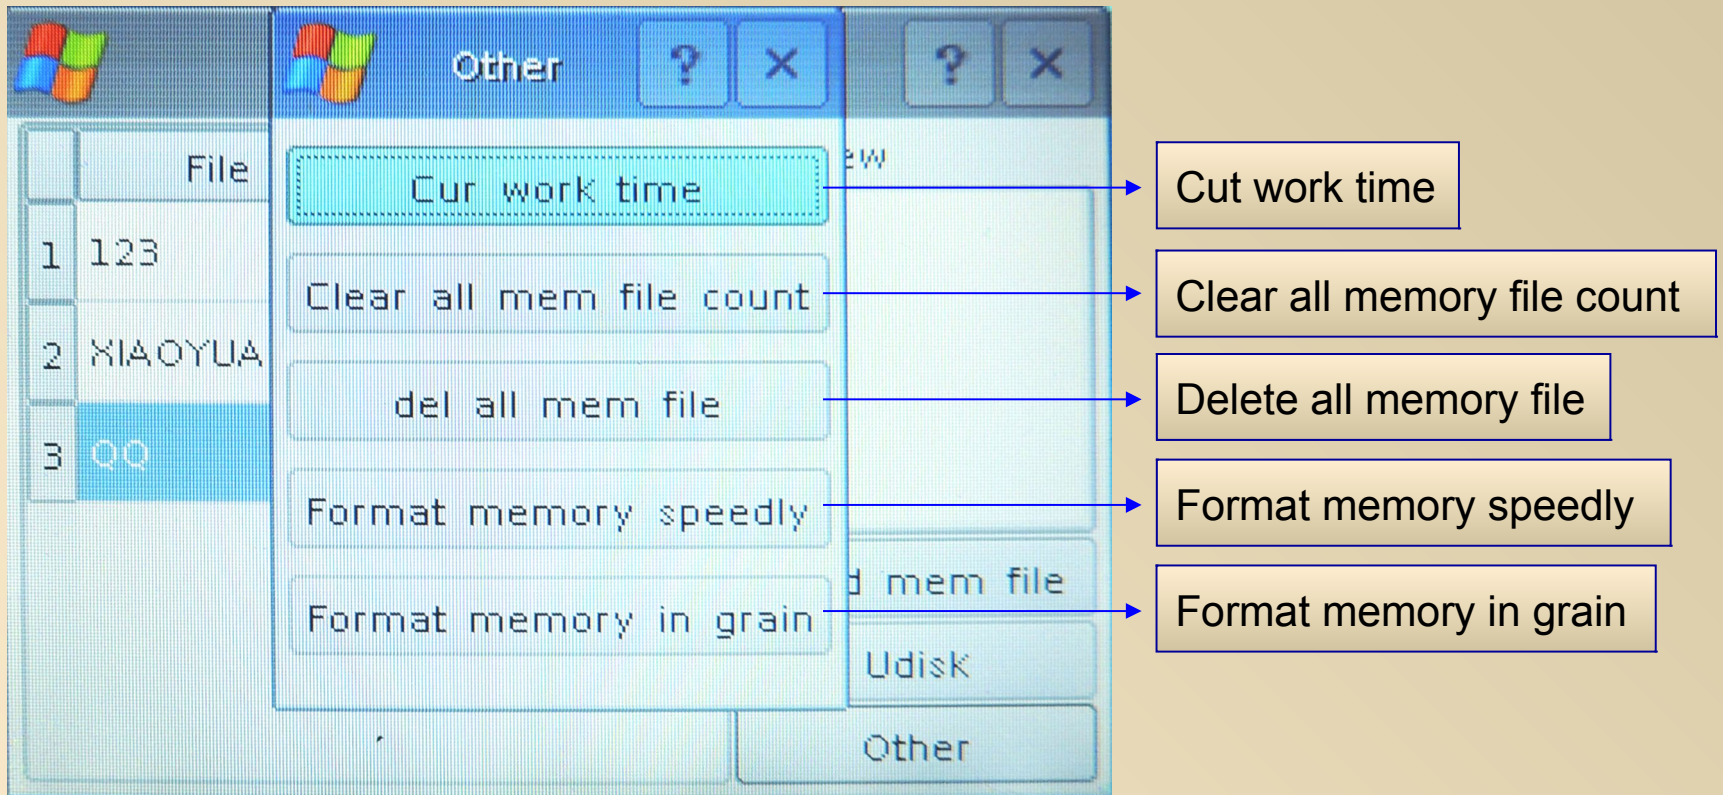 Other ? ×
? ×
File
ew
1 123
2 XIAOYUA
3 QQ
Cur work time
Clear all mem file count
del all mem file
Format memory speedly
Format memory in grain
d mem file
Udisk
Other
Cut work time
Clear all memory file count
Delete all memory file
Format memory speedly
Format memory in grain